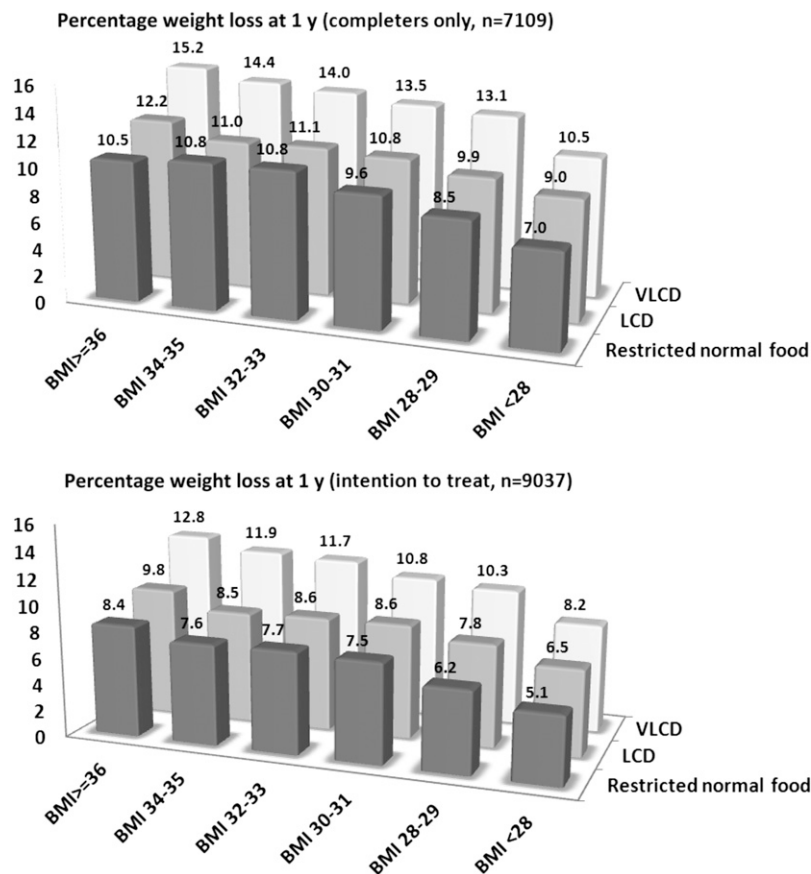 Percentage weight loss at 1 y (completers only, n=7109)
15.2
14.4
14.0
13.5
13.1
10.5
12.2
11.0
11.1
10.8
9.9
9.0
10.5
10.8
10.8
9.6
8.5
7.0
16
14
12
10
8
6
4
2
0
VLCD
LCD
Restricted normal food
BMI>=36
BMI 34-35
BMI 32-33
BMI 30-31
BMI 28-29
BMI <28
Percentage weight loss at 1 y (intention to treat, n=9037)
12.8
11.9
11.7
10.8
10.3
8.2
9.8
8.5
8.6
8.6
7.8
6.5
8.4
7.6
7.7
7.5
6.2
5.1
16
14
12
10
8
6
4
2
0
VLCD
LCD
Restricted normal food
BMI>=36
BMI 34-35
BMI 32-33
BMI 30-31
BMI 28-29
BMI <28